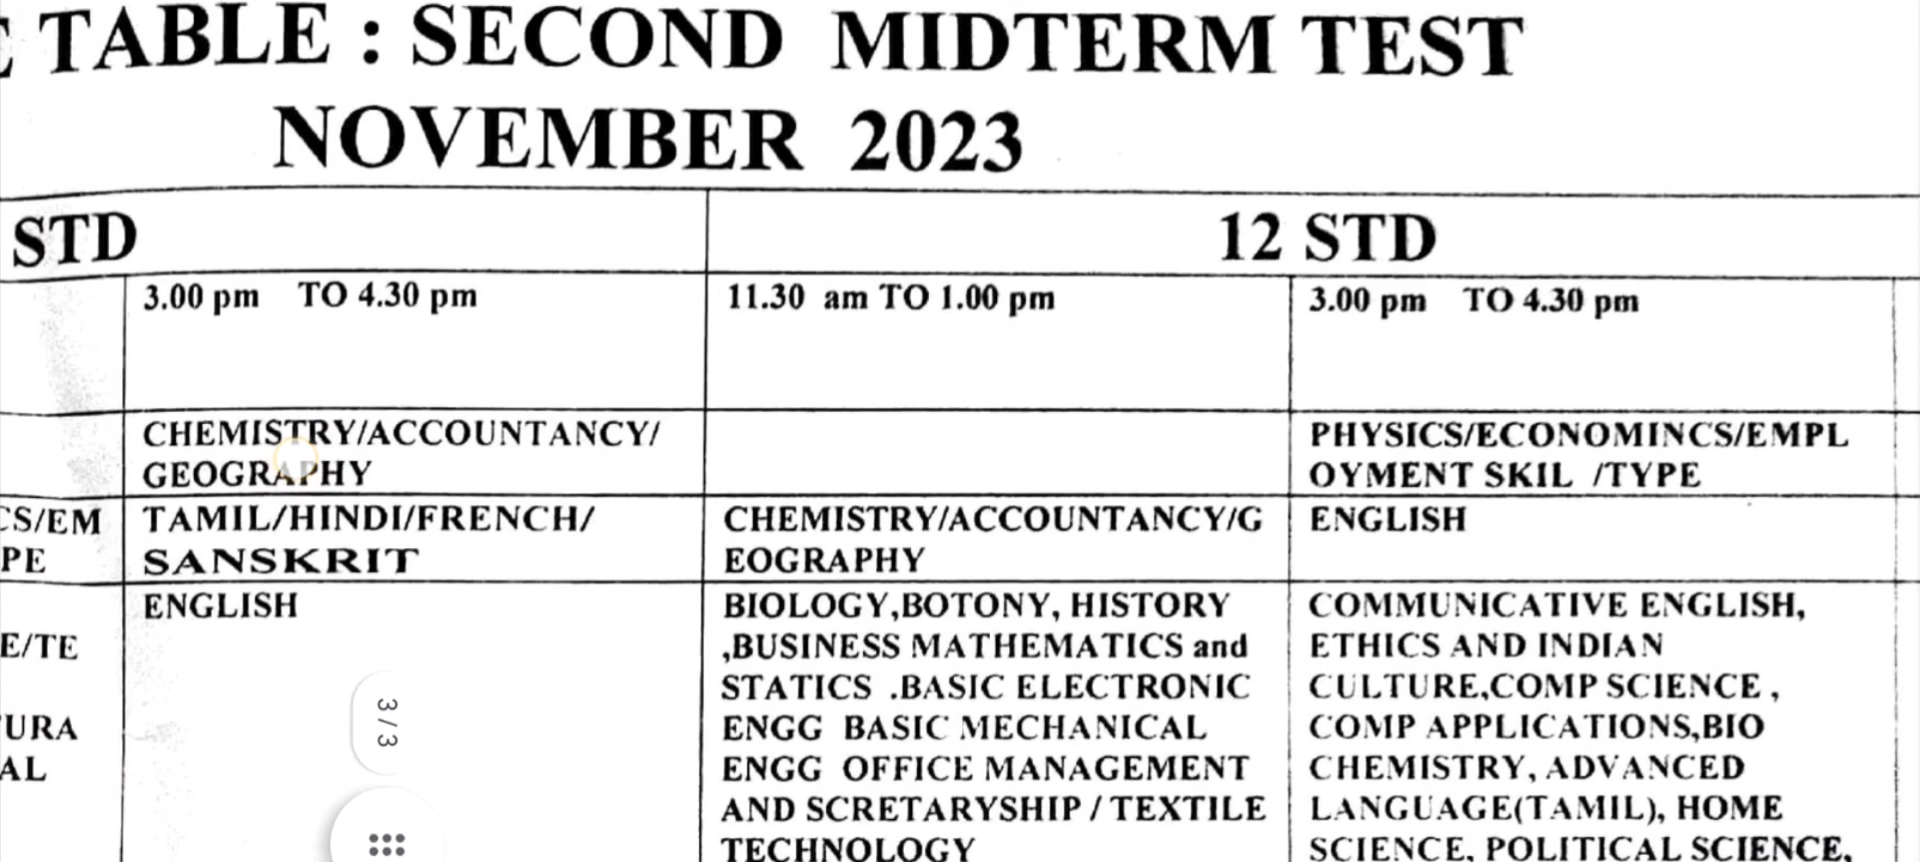 TABLE : SECOND MIDTERM TEST
NOVEMBER 2023
STD
12 STD
3.00 pm TO 4.30 pm
11.30 am TO 1.00 pm
3.00 pm TO 4.30 pm
CHEMISTRY/ACCOUNTANCY/
GEOGRAPHY
PHYSICS/ECONOMINCS/EMPL
OYMENT SKIL /TYPE
CS/EM
PE
TAMIL/HINDI/FRENCH/
SANSKRIT
CHEMISTRY/ACCOUNTANCY/G
EOGRAPHY
ENGLISH
E/TE
URA
AL
ENGLISH
BIOLOGY,BOTONY, HISTORY
,BUSINESS MATHEMATICS and
STATICS .BASIC ELECTRONIC
ENGG BASIC MECHANICAL
ENGG OFFICE MANAGEMENT
AND SCRETARYSHIP / TEXTILE
TECHNOLOGY
COMMUNICATIVE ENGLISH,
ETHICS AND INDIAN
CULTURE,COMP SCIENCE ,
COMP APPLICATIONS,BIO
CHEMISTRY, ADVANCED
LANGUAGE(TAMIL), HOME
SCIENCE, POLITICAL SCIENCE,
3 / 3